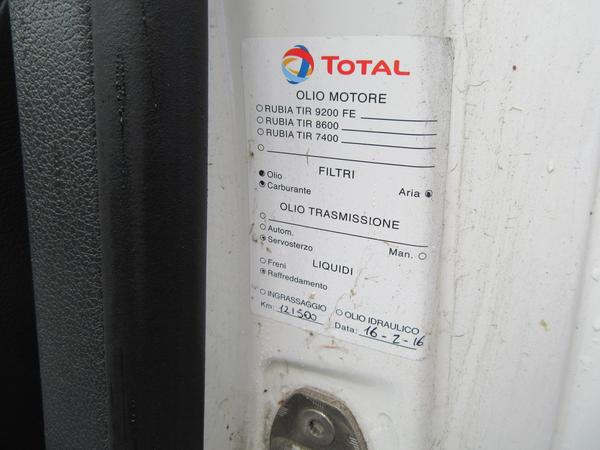 TOTAL
OLIO MOTORE
RUBIA TIR 9200 FE
RUBIA TIR 8600
RUBIA TIR 7400
FILTRI
Olio
Carburante Aria
OLIO TRASMISSIONE
Autom.
Servosterzo Man.
LIQUIDI
Freni
Raffreddamento
INGRASSAGGIO OLIO IDRAULICO
Km: 121500 Data: 16-2-16